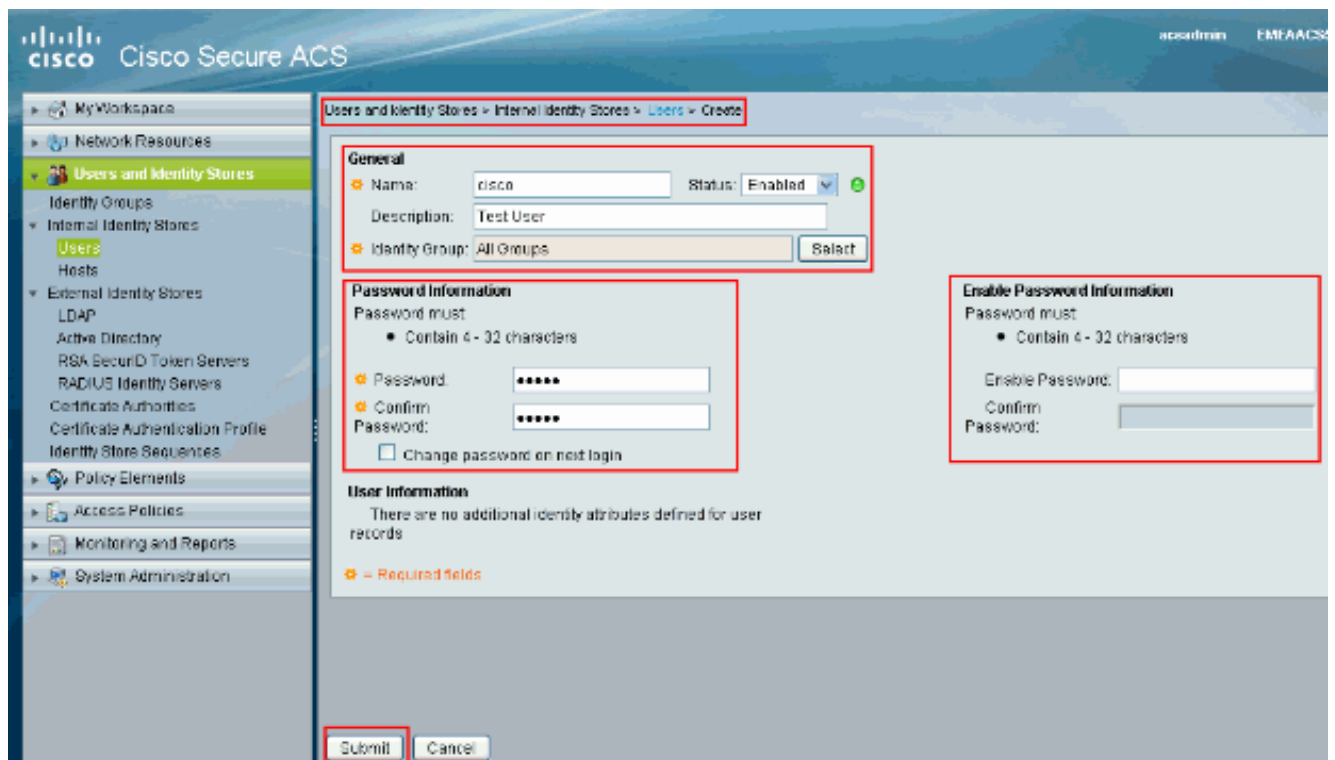 cisco Cisco Secure ACS
acsadmin EMEAACS5
My Workspace
Network Resources
Users and Identity Stores
Identity Groups
Internal Identity Stores
Users
Hosts
External Identity Stores
LDAP
Active Directory
RSA SecurID Token Servers
RADIUS Identity Servers
Certificate Authorities
Certificate Authentication Profile
Identity Store Sequences
Policy Elements
Access Policies
Monitoring and Reports
System Administration
Users and Identity Stores > Internal Identity Stores > Users > Create
General
Name: cisco Status: Enabled
Description: Test User
Identity Group: All Groups Select
Password Information
Password must
• Contain 4 - 32 characters
Password: •••••
Confirm
Password: •••••
Change password on next login
Enable Password Information
Password must
• Contain 4 - 32 characters
Enable Password:
Confirm
Password:
User Information
There are no additional identity attributes defined for user
records
= Required fields
Submit Cancel